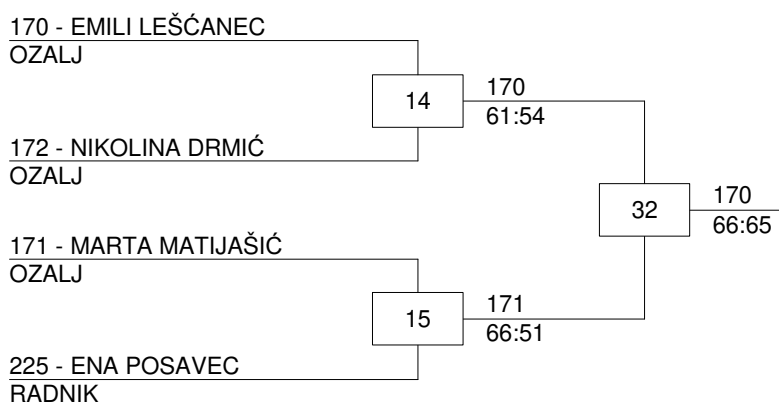 170 - EMILI LEŠĆANEC
OZALJ
14
170
61:54
172 - NIKOLINA DRMIĆ
OZALJ
32
170
66:65
171 - MARTA MATIJAŠIĆ
OZALJ
15
171
66:51
225 - ENA POSAVEC
RADNIK